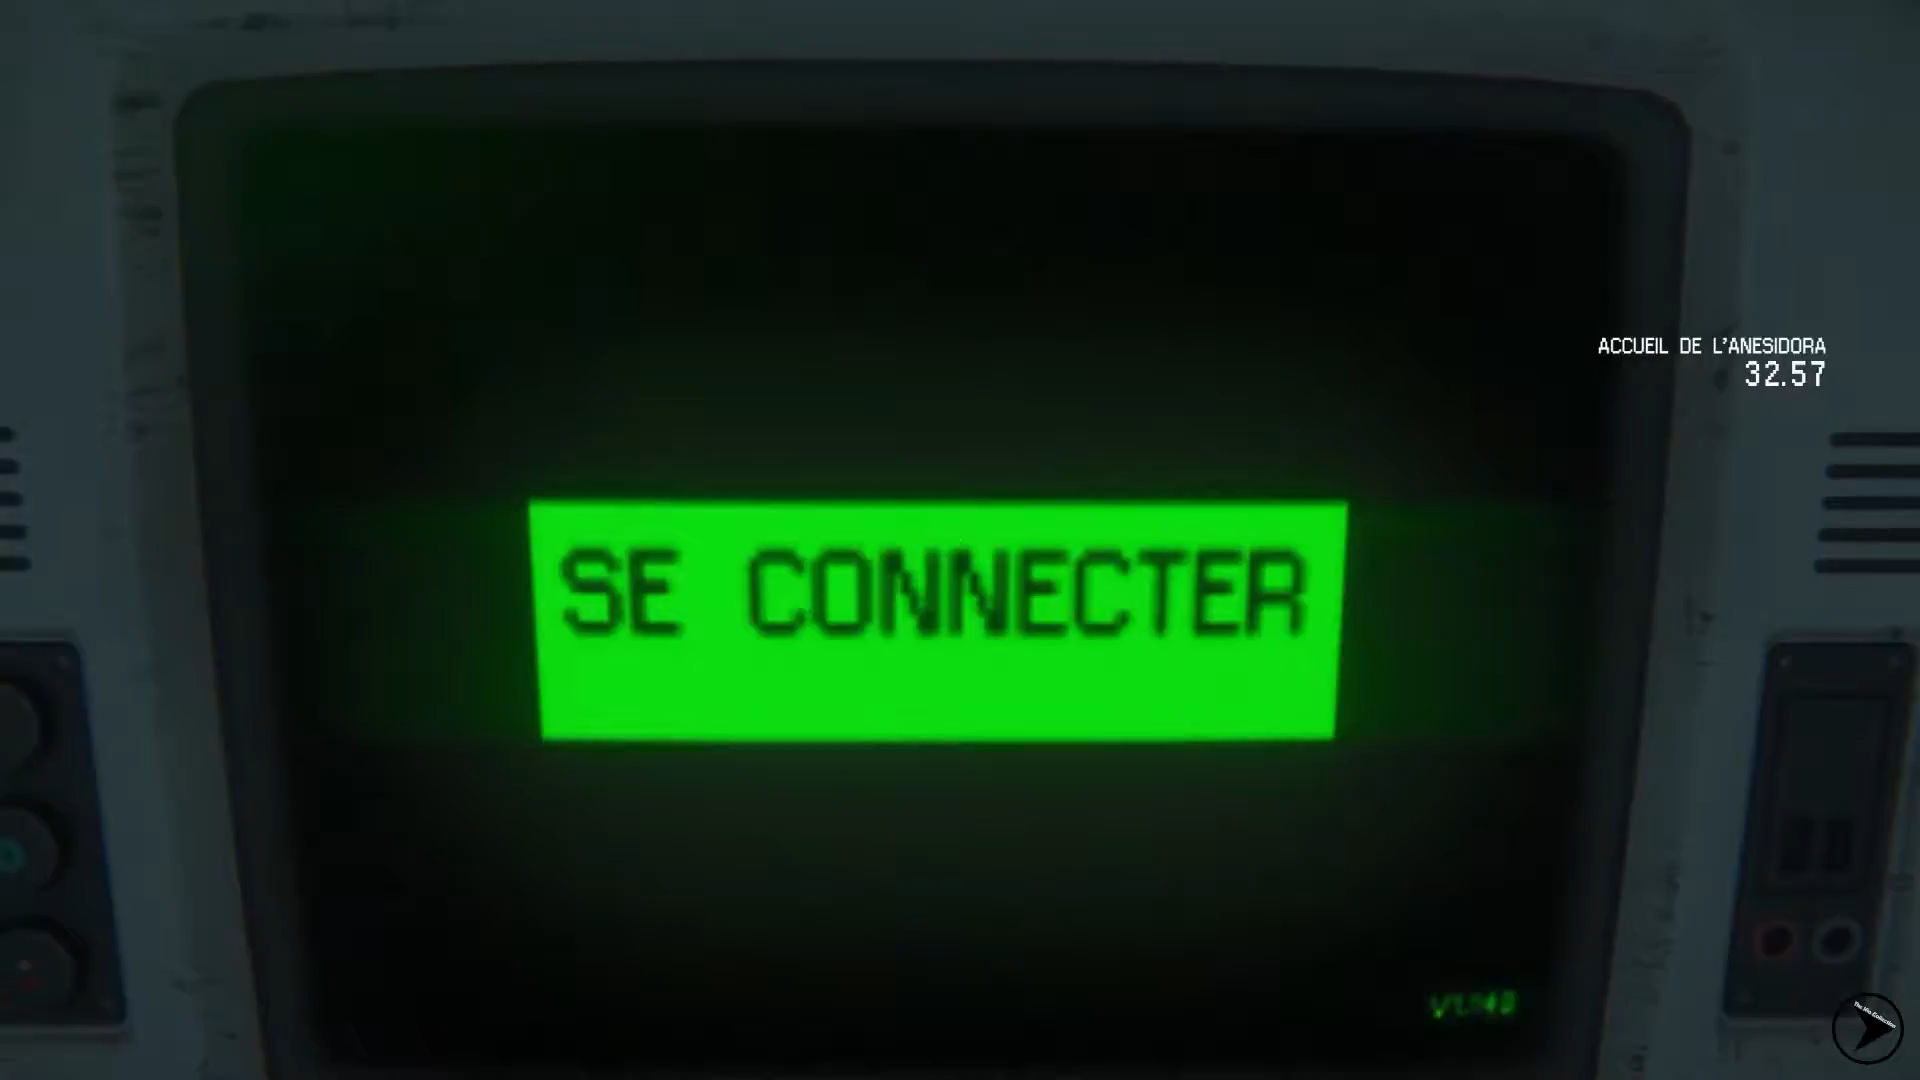 ACCUEIL DE L'ANESIDORA
32.57
SE CONNECTER